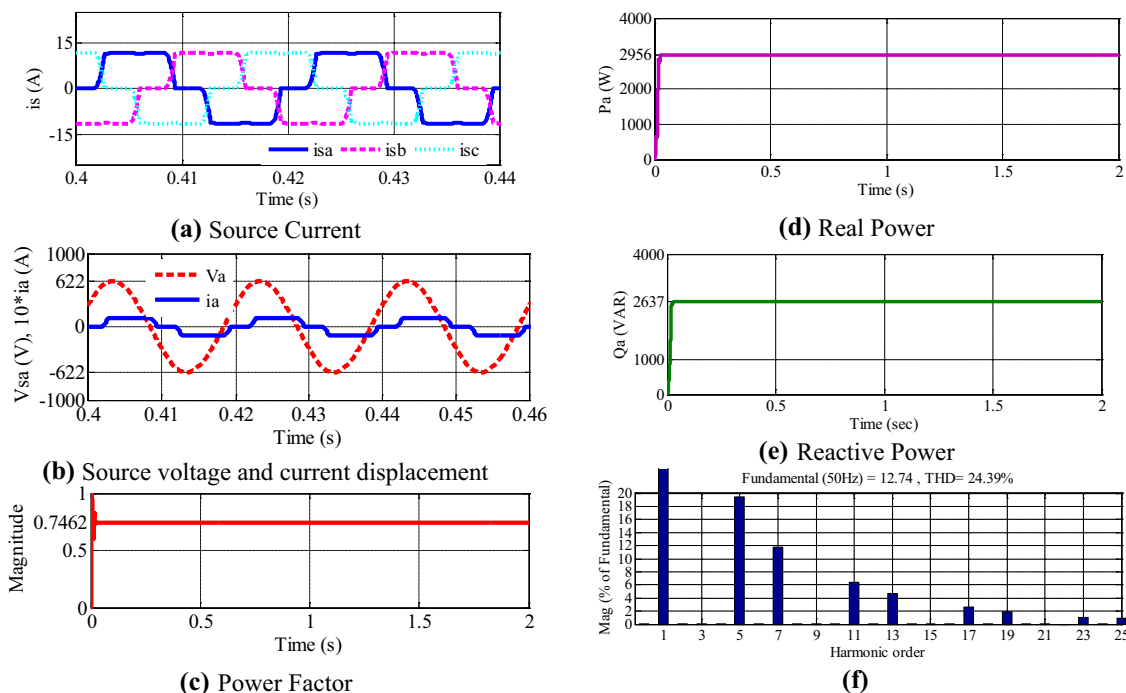 15
0
-15
is (A)
isa isb isc
0.4 0.41 0.42 0.43 0.44
Time (s)
(a) Source Current
4000
2956
2000
1000
0
Pa (W)
0 0.5 1 1.5 2
Time (s)
(d) Real Power
1000
622
0
-622
-1000
Vsa (V), 10*ia (A)
Va
ia
0.4 0.41 0.42 0.43 0.44 0.45 0.46
Time (s)
(b) Source voltage and current displacement
4000
2637
1000
0
Qa (VAR)
0 0.5 1 1.5 2
Time (sec)
(e) Reactive Power
1
0.7462
0.5
0
Magnitude
0 0.5 1 1.5 2
Time (s)
(c) Power Factor
Fundamental (50Hz) = 12.74 , THD= 24.39%
20
18
16
14
12
10
8
6
4
2
0
Mag (% of Fundamental)
1 3 5 7 9 11 13 15 17 19 21 23 25
Harmonic order
(f)